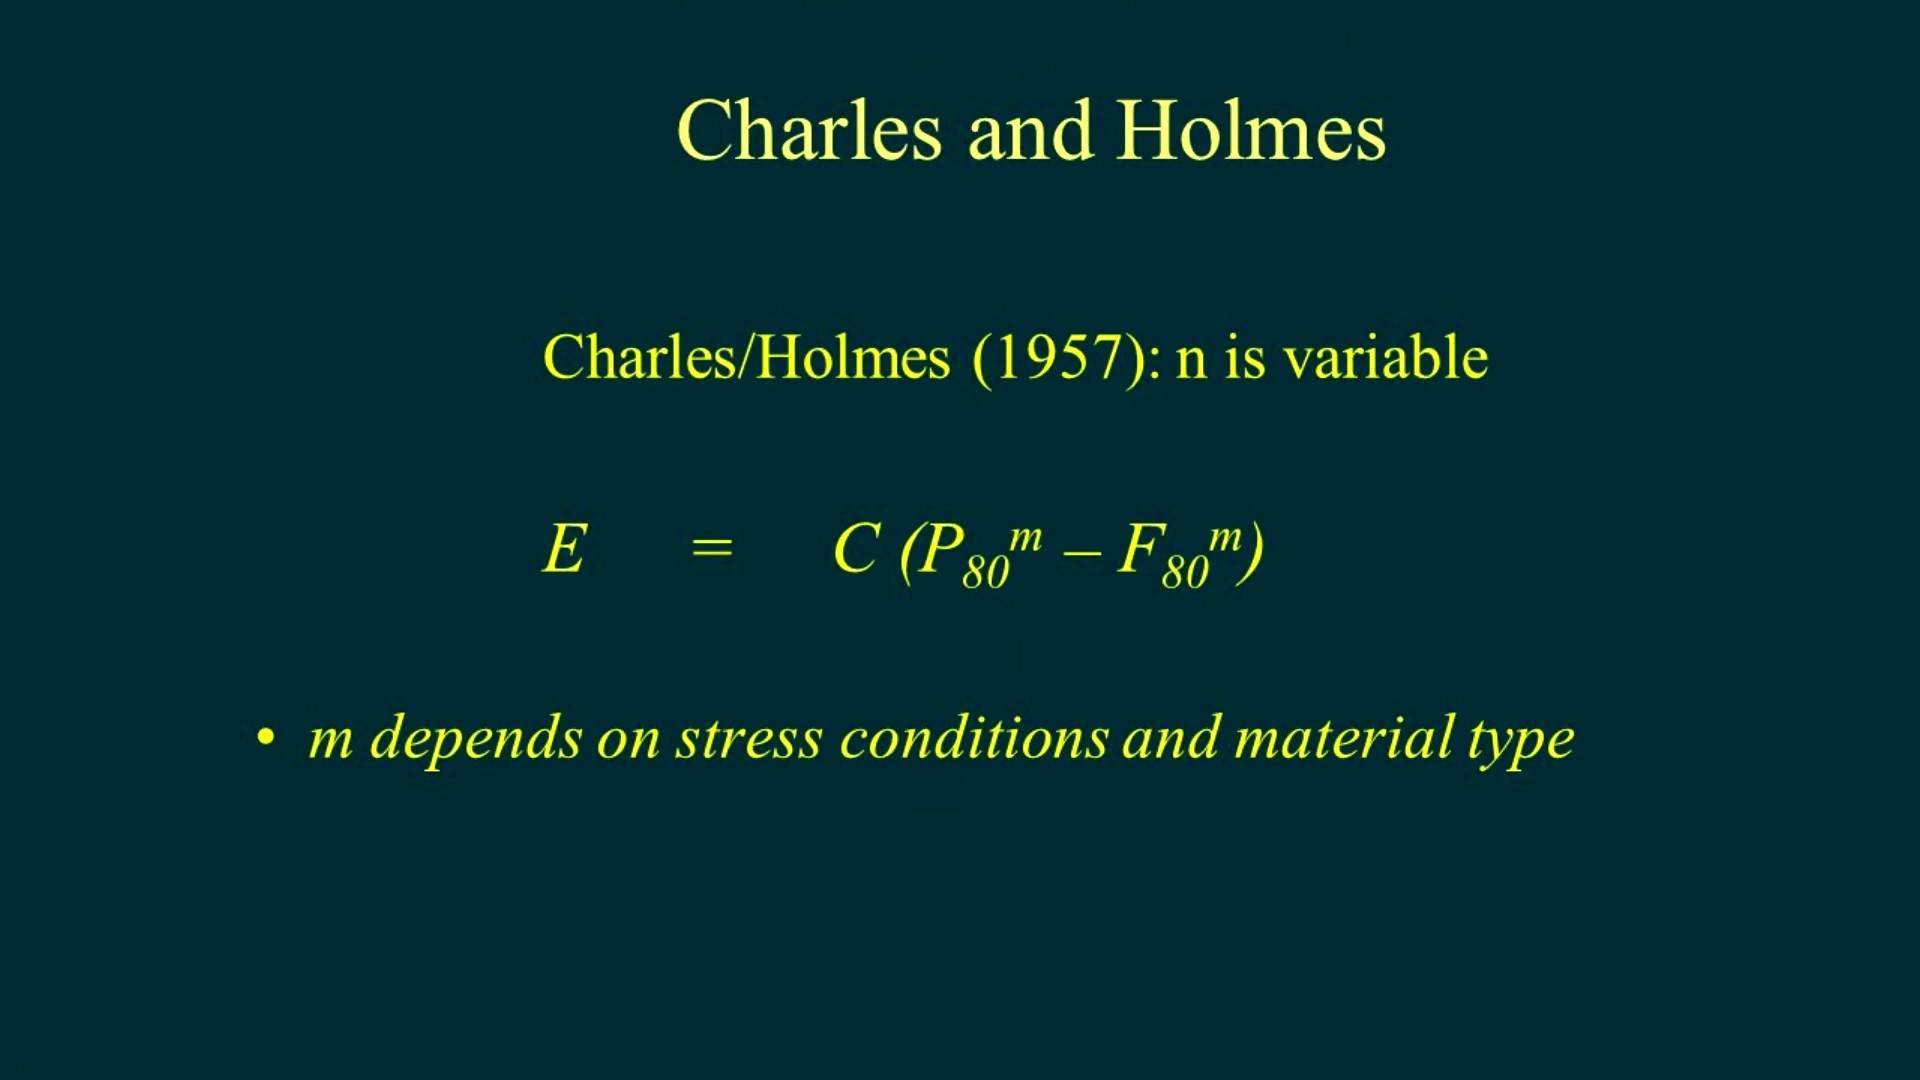 Charles and Holmes
Charles/Holmes (1957): n is variable
E = C (P₈₀ᵐ – F₈₀ᵐ)
• m depends on stress conditions and material type